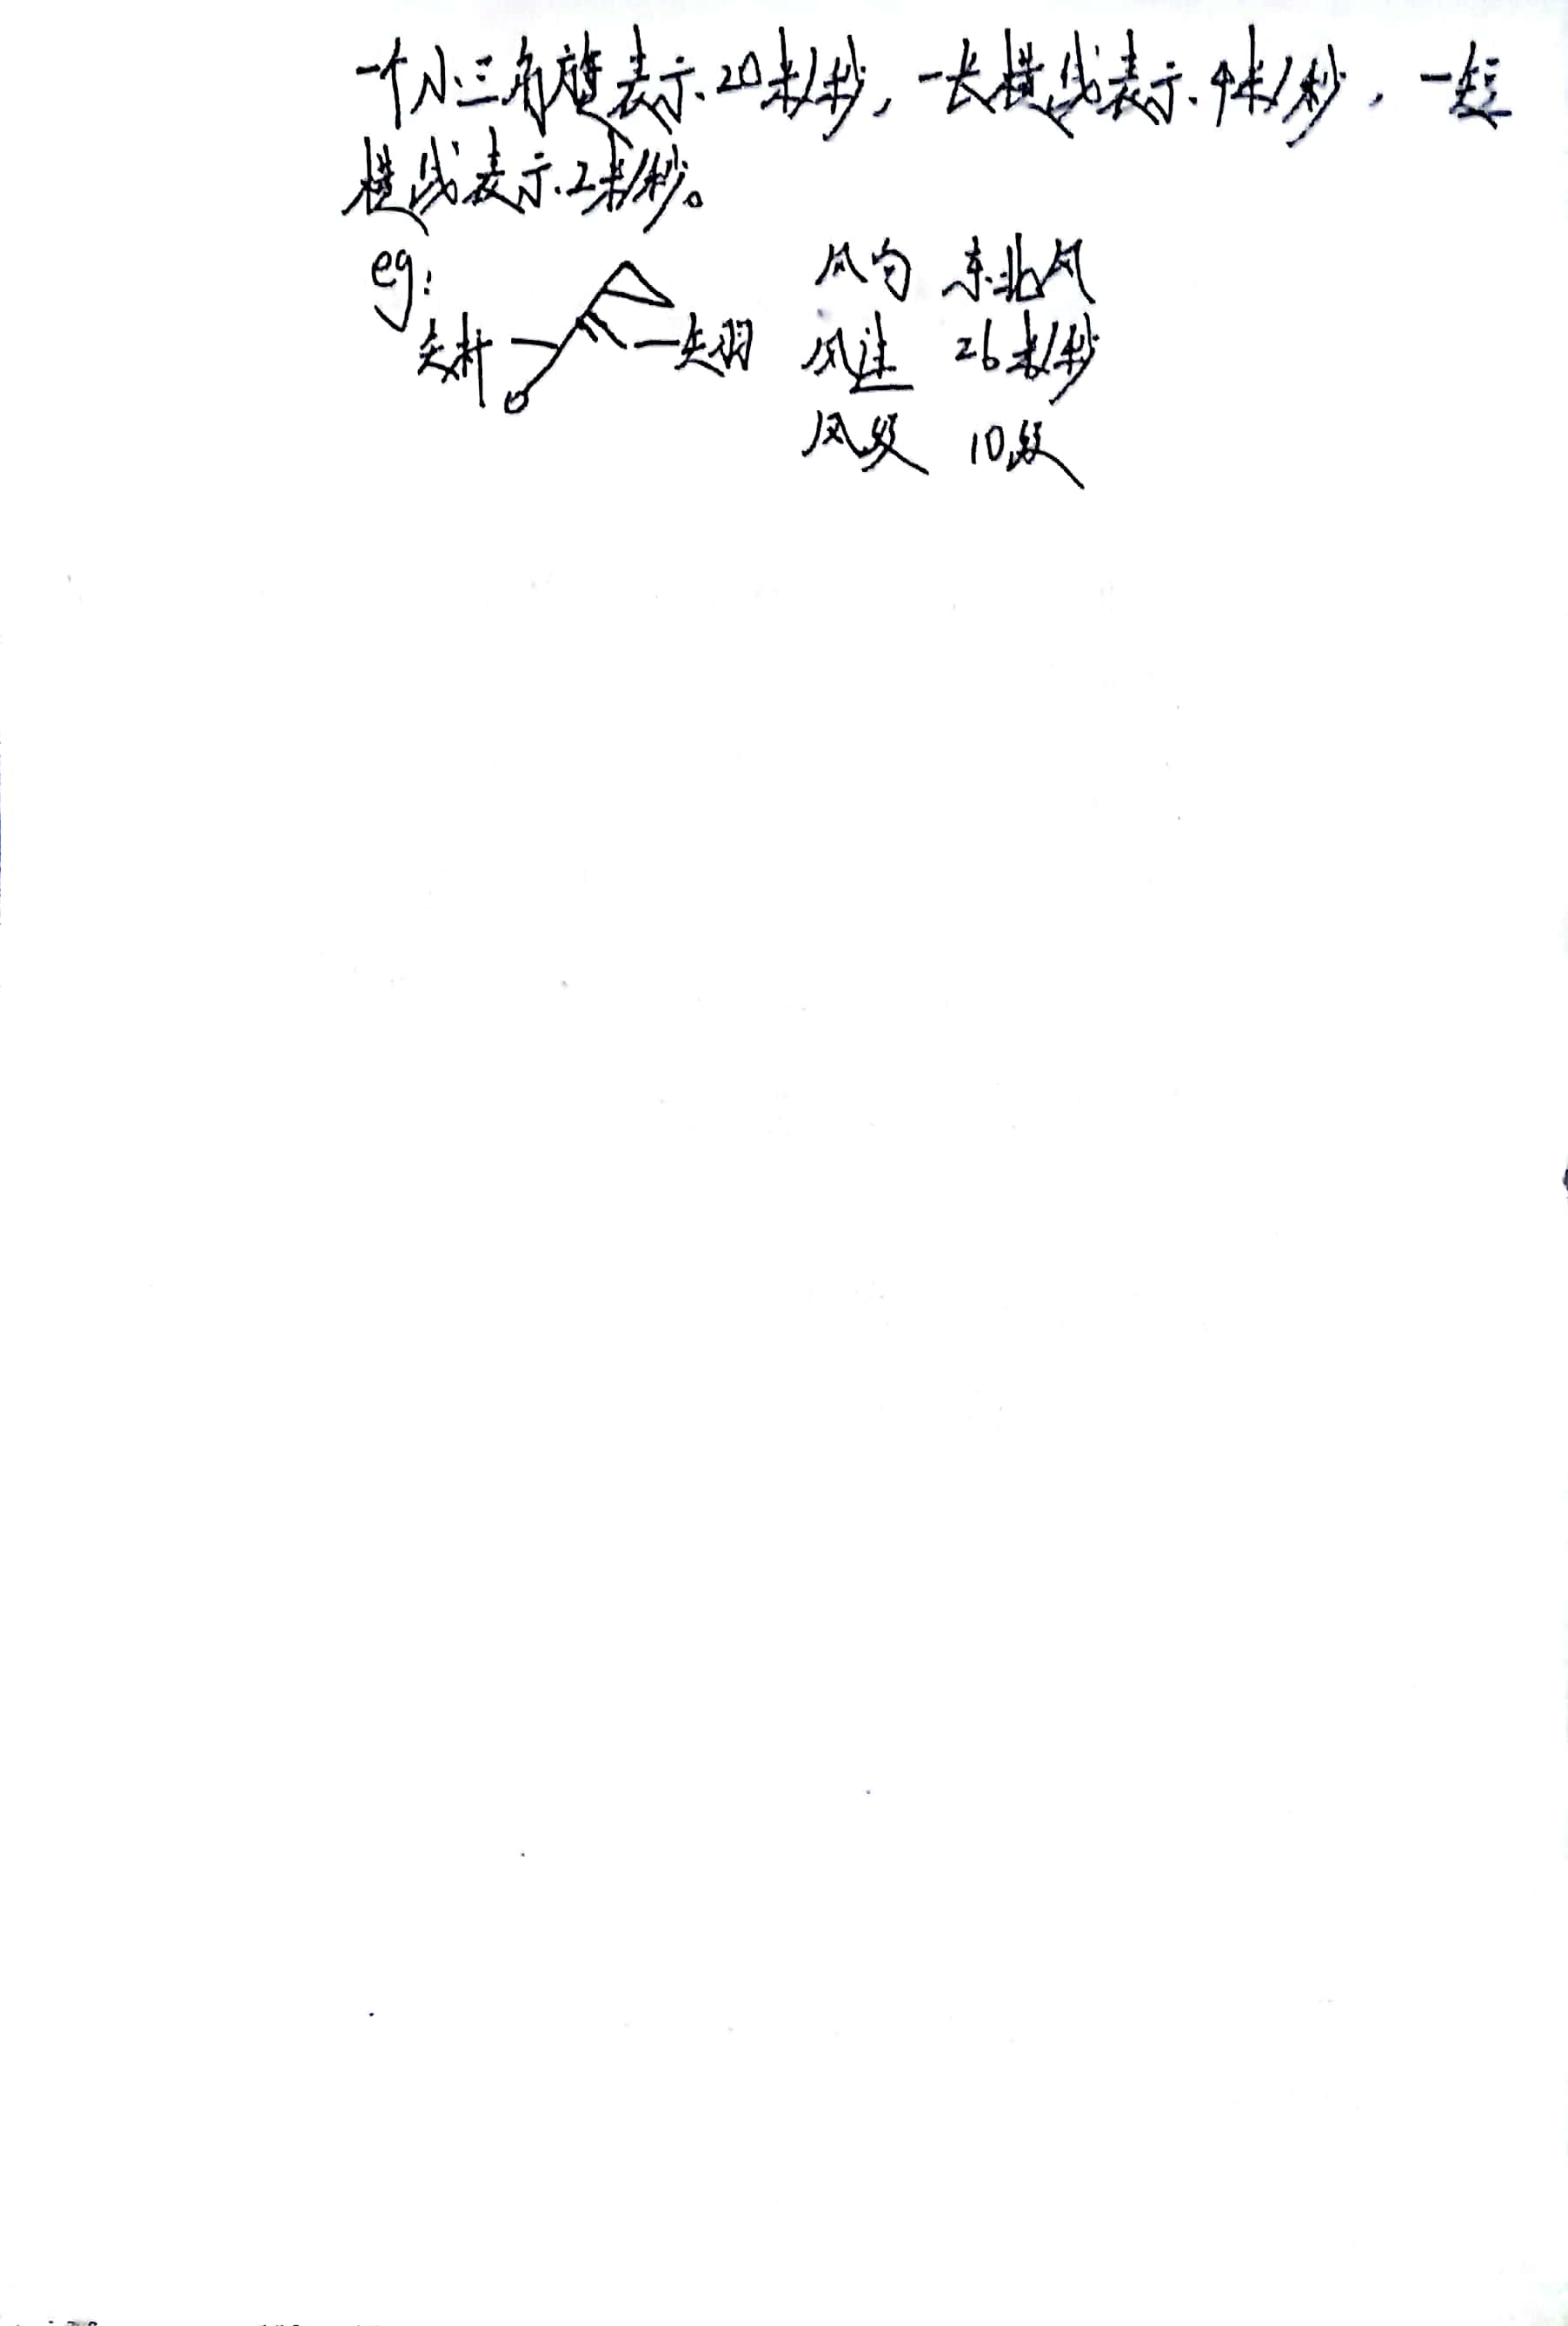 一个小三角旗表示20米/秒,一长横线表示4米/秒,一短
横线表示2米/秒。
eg:
风向 东北风
矢杆 矢羽 风速 26米/秒
风级 10级